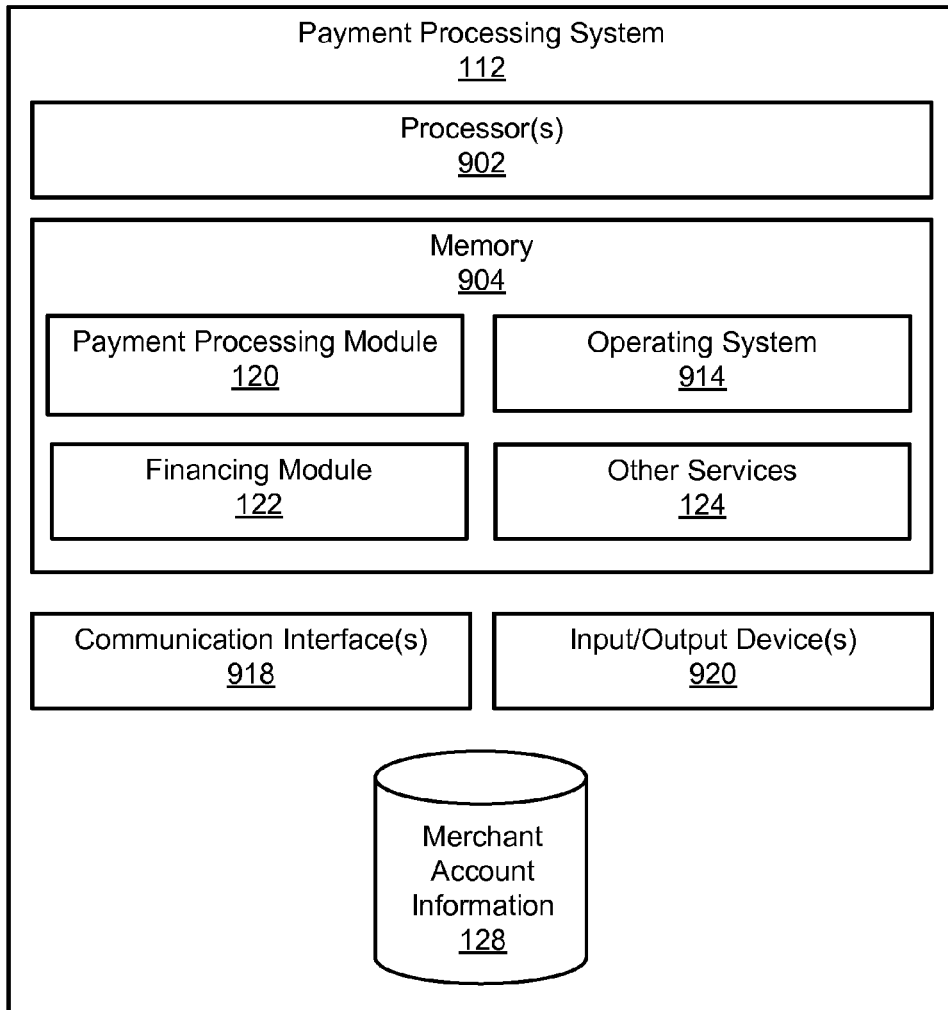 Payment Processing System
112
Processor(s)
902
Memory
904
Payment Processing Module
120
Operating System
914
Financing Module
122
Other Services
124
Communication Interface(s)
918
Input/Output Device(s)
920
Merchant
Account
Information
128